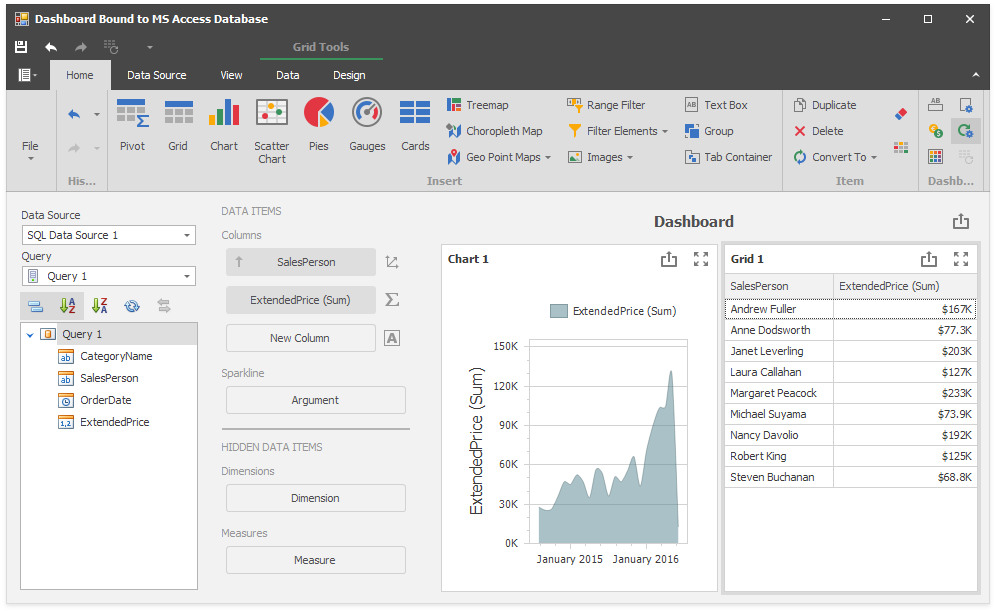 Dashboard Bound to MS Access Database
Grid Tools
Home Data Source View Data Design
File
His...
Pivot Grid Chart Scatter Chart Pies Gauges Cards
Treemap
Choropleth Map
Geo Point Maps
Range Filter
Filter Elements
Images
Text Box
Group
Tab Container
Insert
Duplicate
Delete
Convert To
Item
Dashb...
Data Source
SQL Data Source 1
Query
Query 1
Query 1
CategoryName
SalesPerson
OrderDate
ExtendedPrice
DATA ITEMS
Columns
SalesPerson
ExtendedPrice (Sum)
New Column
Sparkline
Argument
HIDDEN DATA ITEMS
Dimensions
Dimension
Measures
Measure
Dashboard
Chart 1
ExtendedPrice (Sum)
ExtendedPrice (Sum)
150K
120K
90K
60K
30K
0K
January 2015 January 2016
Grid 1
SalesPerson ExtendedPrice (Sum)
Andrew Fuller $167K
Anne Dodsworth $77.3K
Janet Leverling $203K
Laura Callahan $127K
Margaret Peacock $233K
Michael Suyama $73.9K
Nancy Davolio $192K
Robert King $125K
Steven Buchanan $68.8K